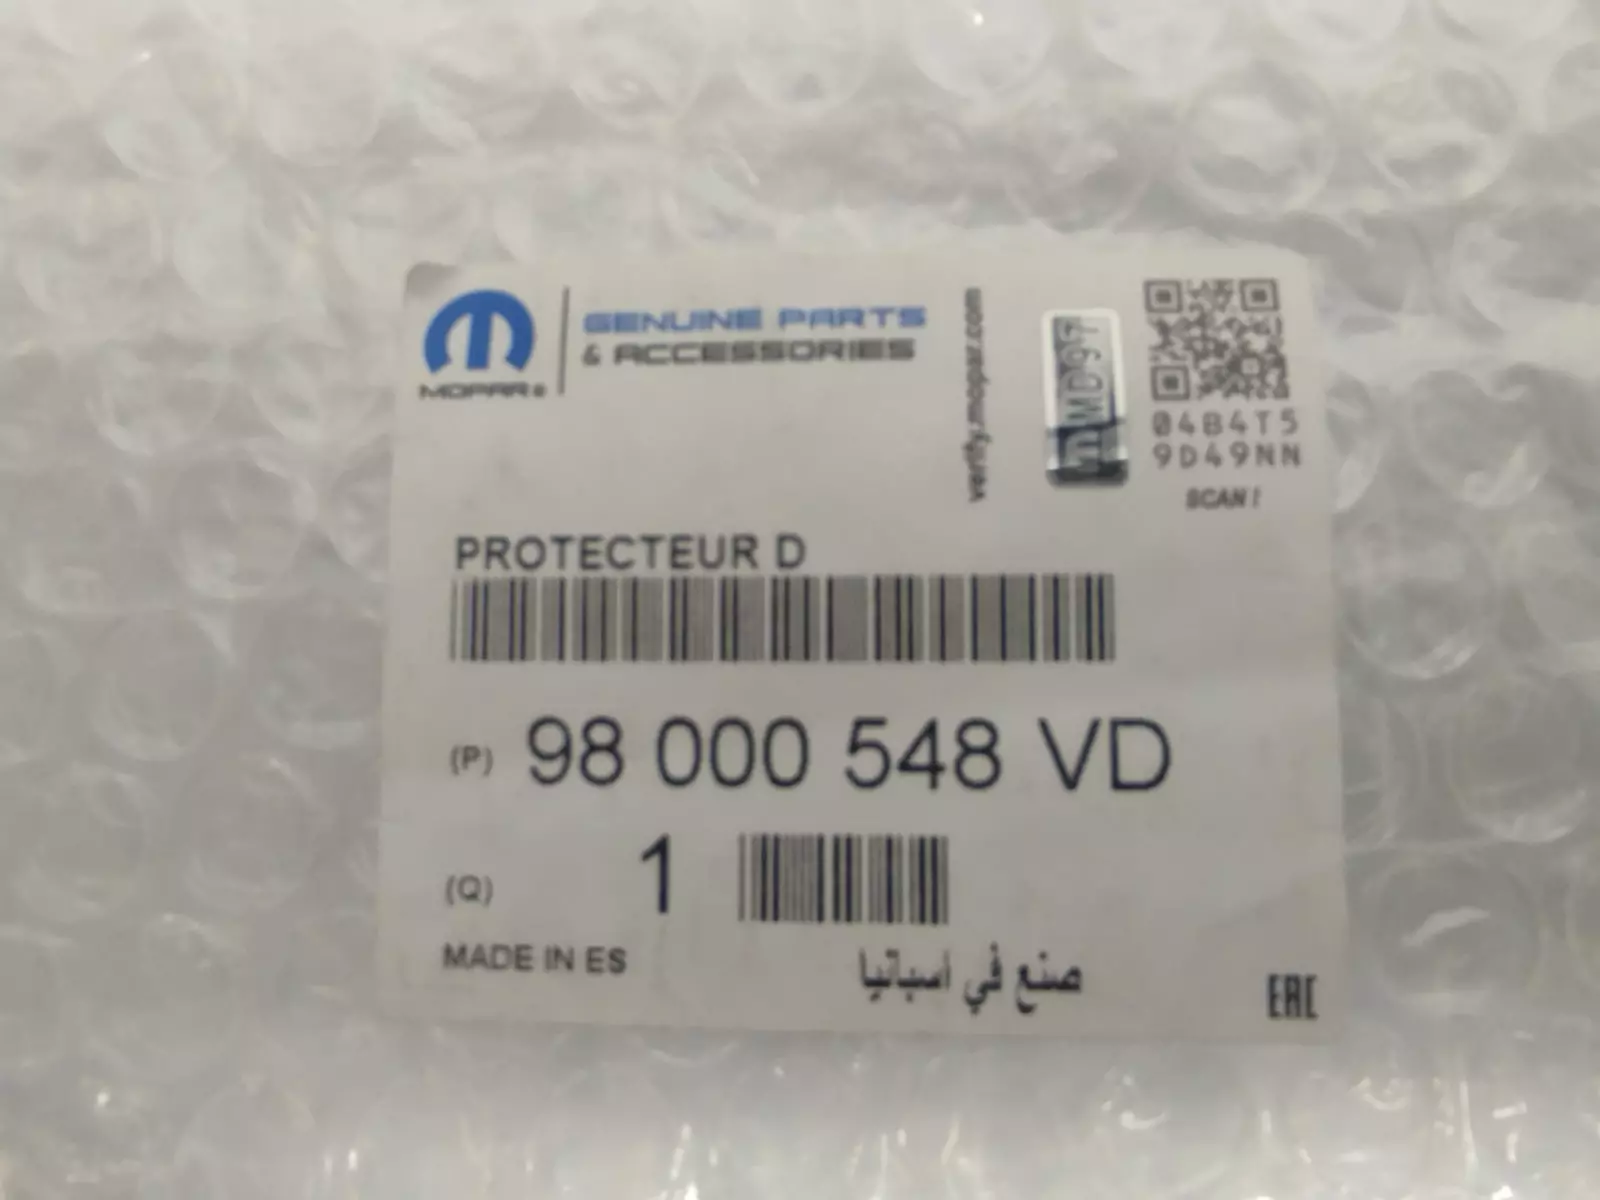 MOPAR®
GENUINE PARTS
& ACCESSORIES
verify.mopar.com
MD97
04B4T5
9D49NN
SCAN!
PROTECTEUR D
(P) 98 000 548 VD
(Q) 1
MADE IN ES
صنع في اسبانيا
EAC